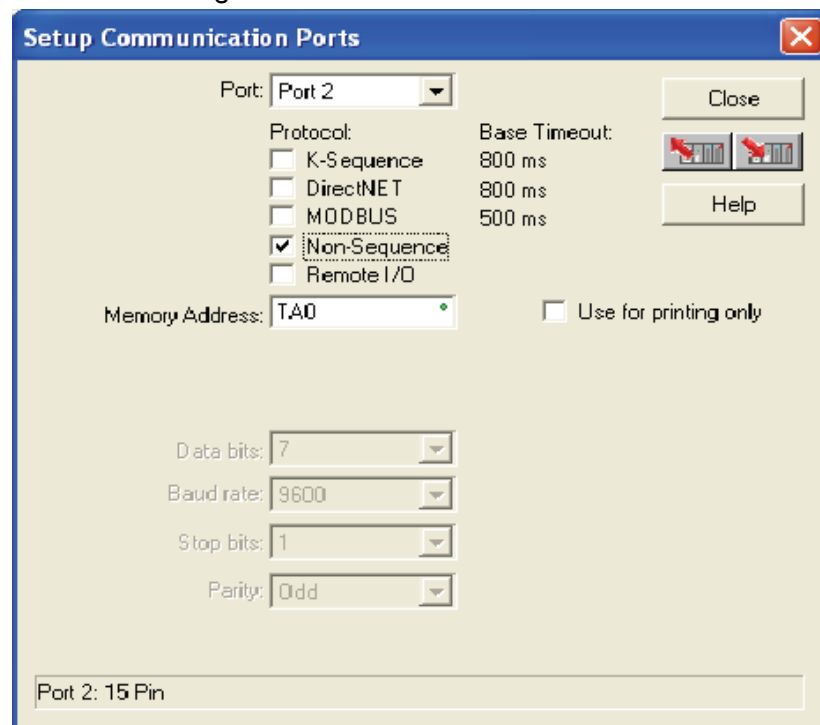 Setup Communication Ports
Port: Port 2
Close
Protocol: Base Timeout:
K-Sequence 800 ms
DirectNET 800 ms
MODBUS 500 ms
Help
Non-Sequence
Remote I/O
Memory Address: TA0
Use for printing only
Data bits: 7
Baud rate: 9600
Stop bits: 1
Parity: Odd
Port 2: 15 Pin